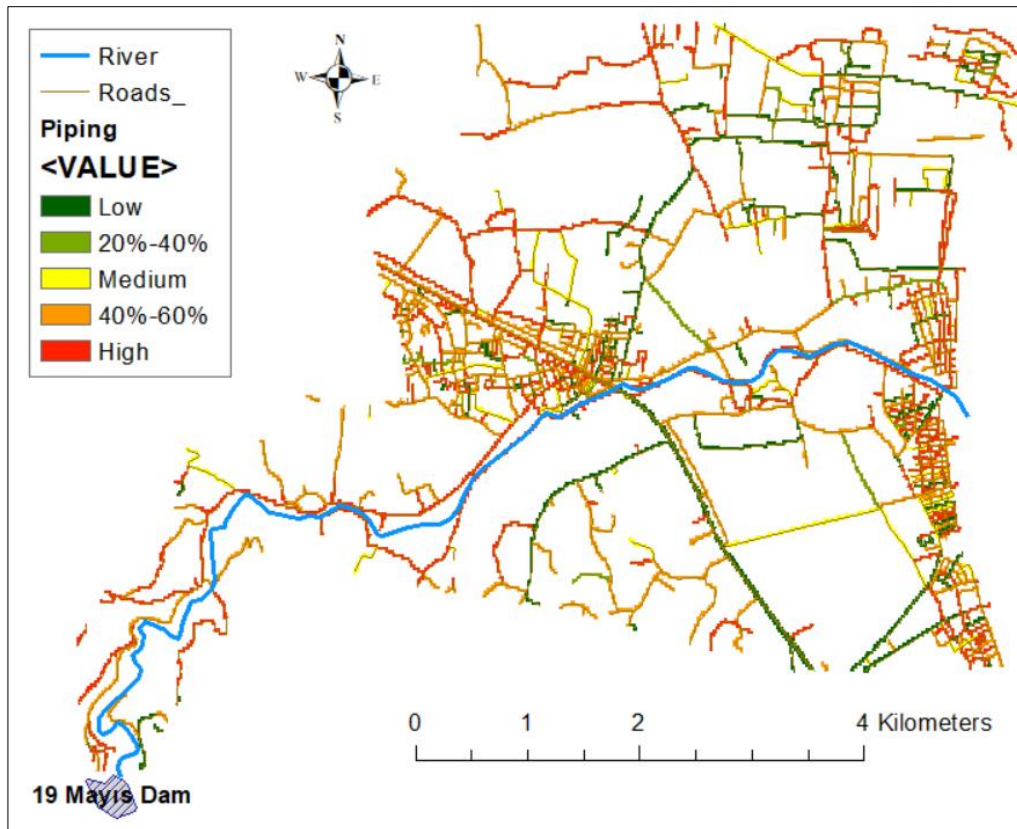 River
Roads_
Piping
<VALUE>
Low
20%-40%
Medium
40%-60%
High
N
W E
S
0 1 2 4 Kilometers
19 Mayıs Dam